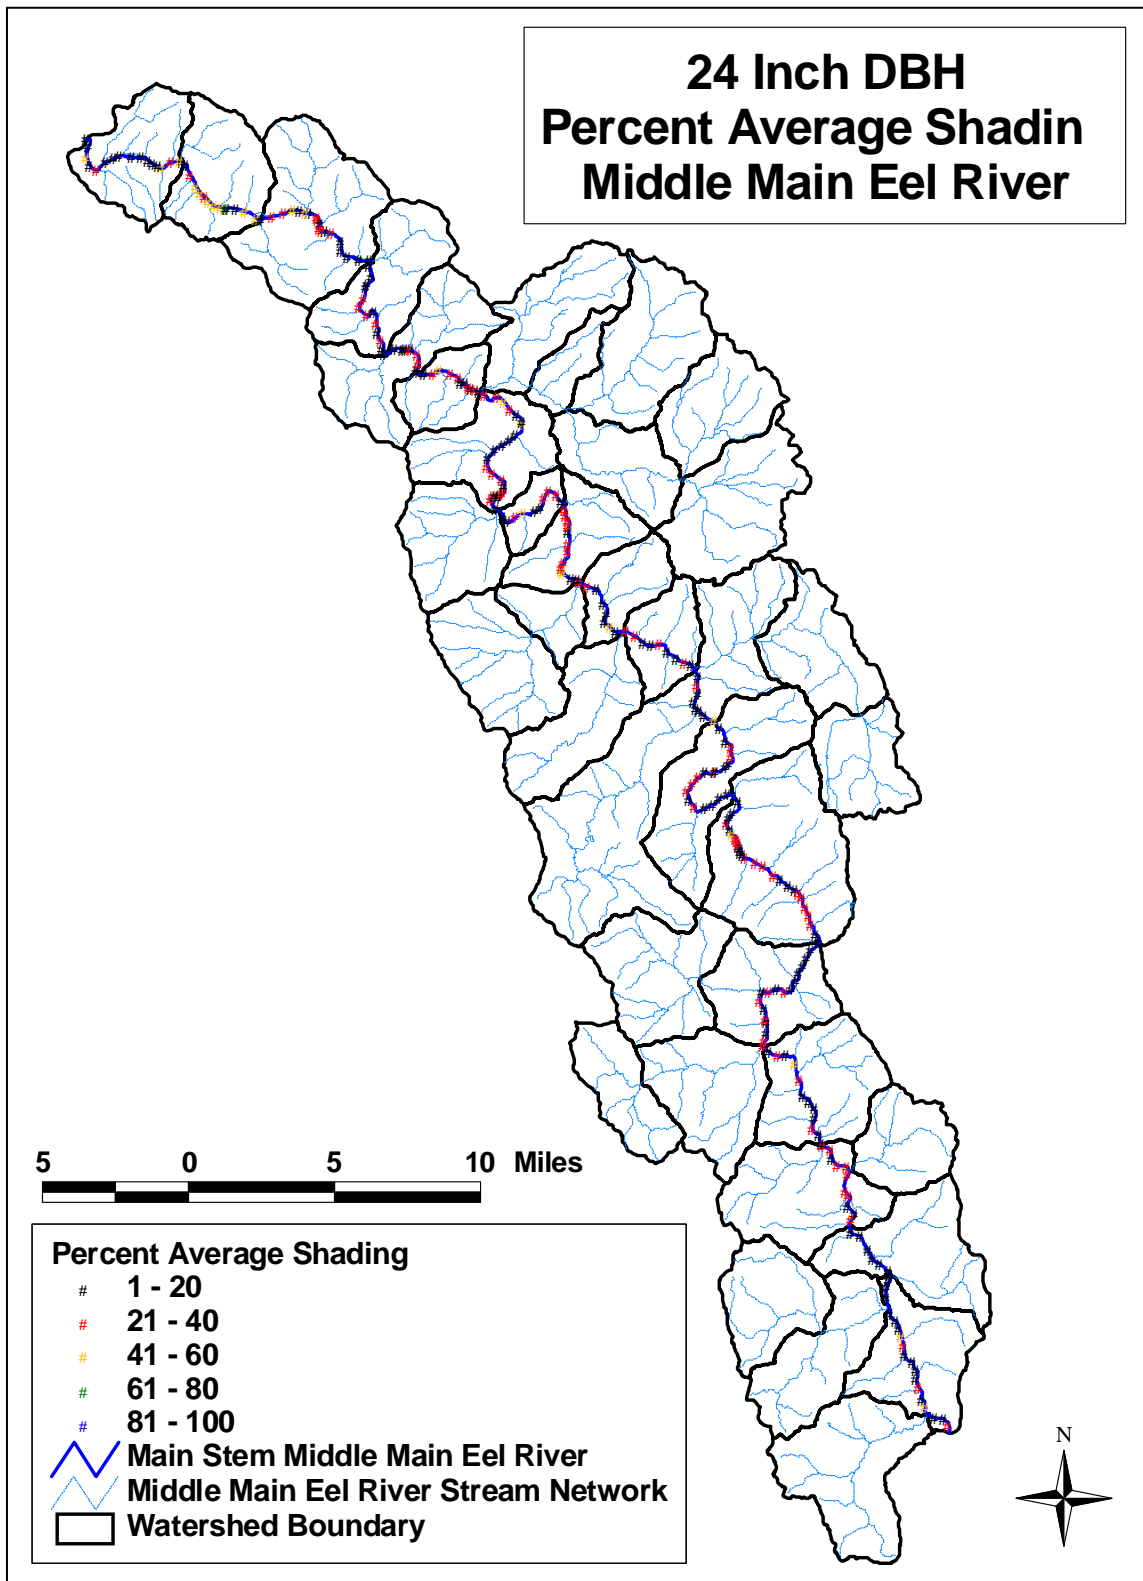 24 Inch DBH
Percent Average Shadin
Middle Main Eel River
5 0 5 10 Miles
Percent Average Shading
# 1 - 20
# 21 - 40
# 41 - 60
# 61 - 80
# 81 - 100
Main Stem Middle Main Eel River
Middle Main Eel River Stream Network
Watershed Boundary
N